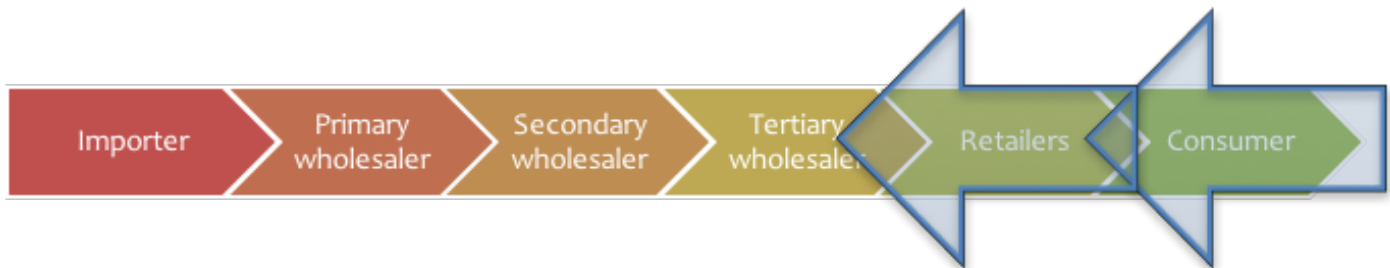 Importer
Primary
wholesaler
Secondary
wholesaler
Tertiary
wholesaler
Retailers
Consumer